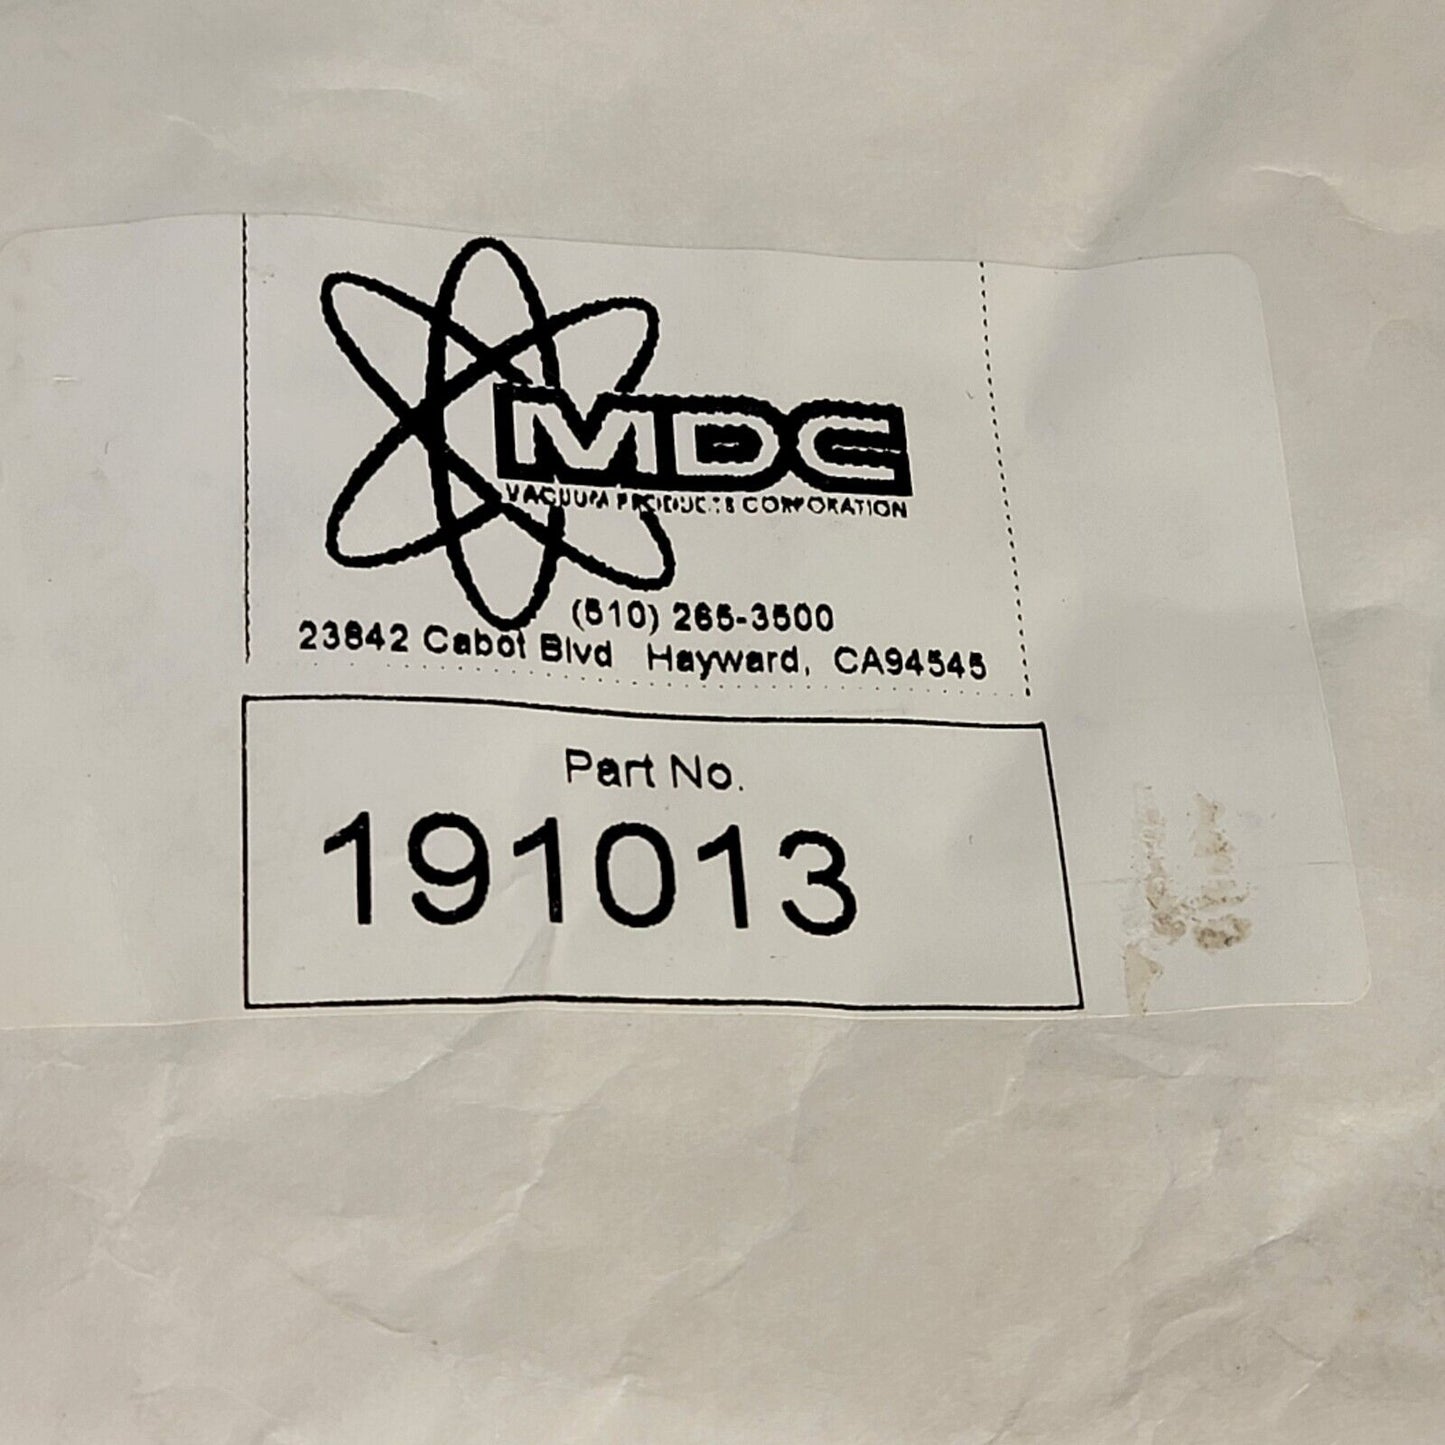 MDC
VACUUM PRODUCTS CORPORATION
(510) 265-3500
23842 Cabot Blvd Hayward, CA94545
Part No.
191013